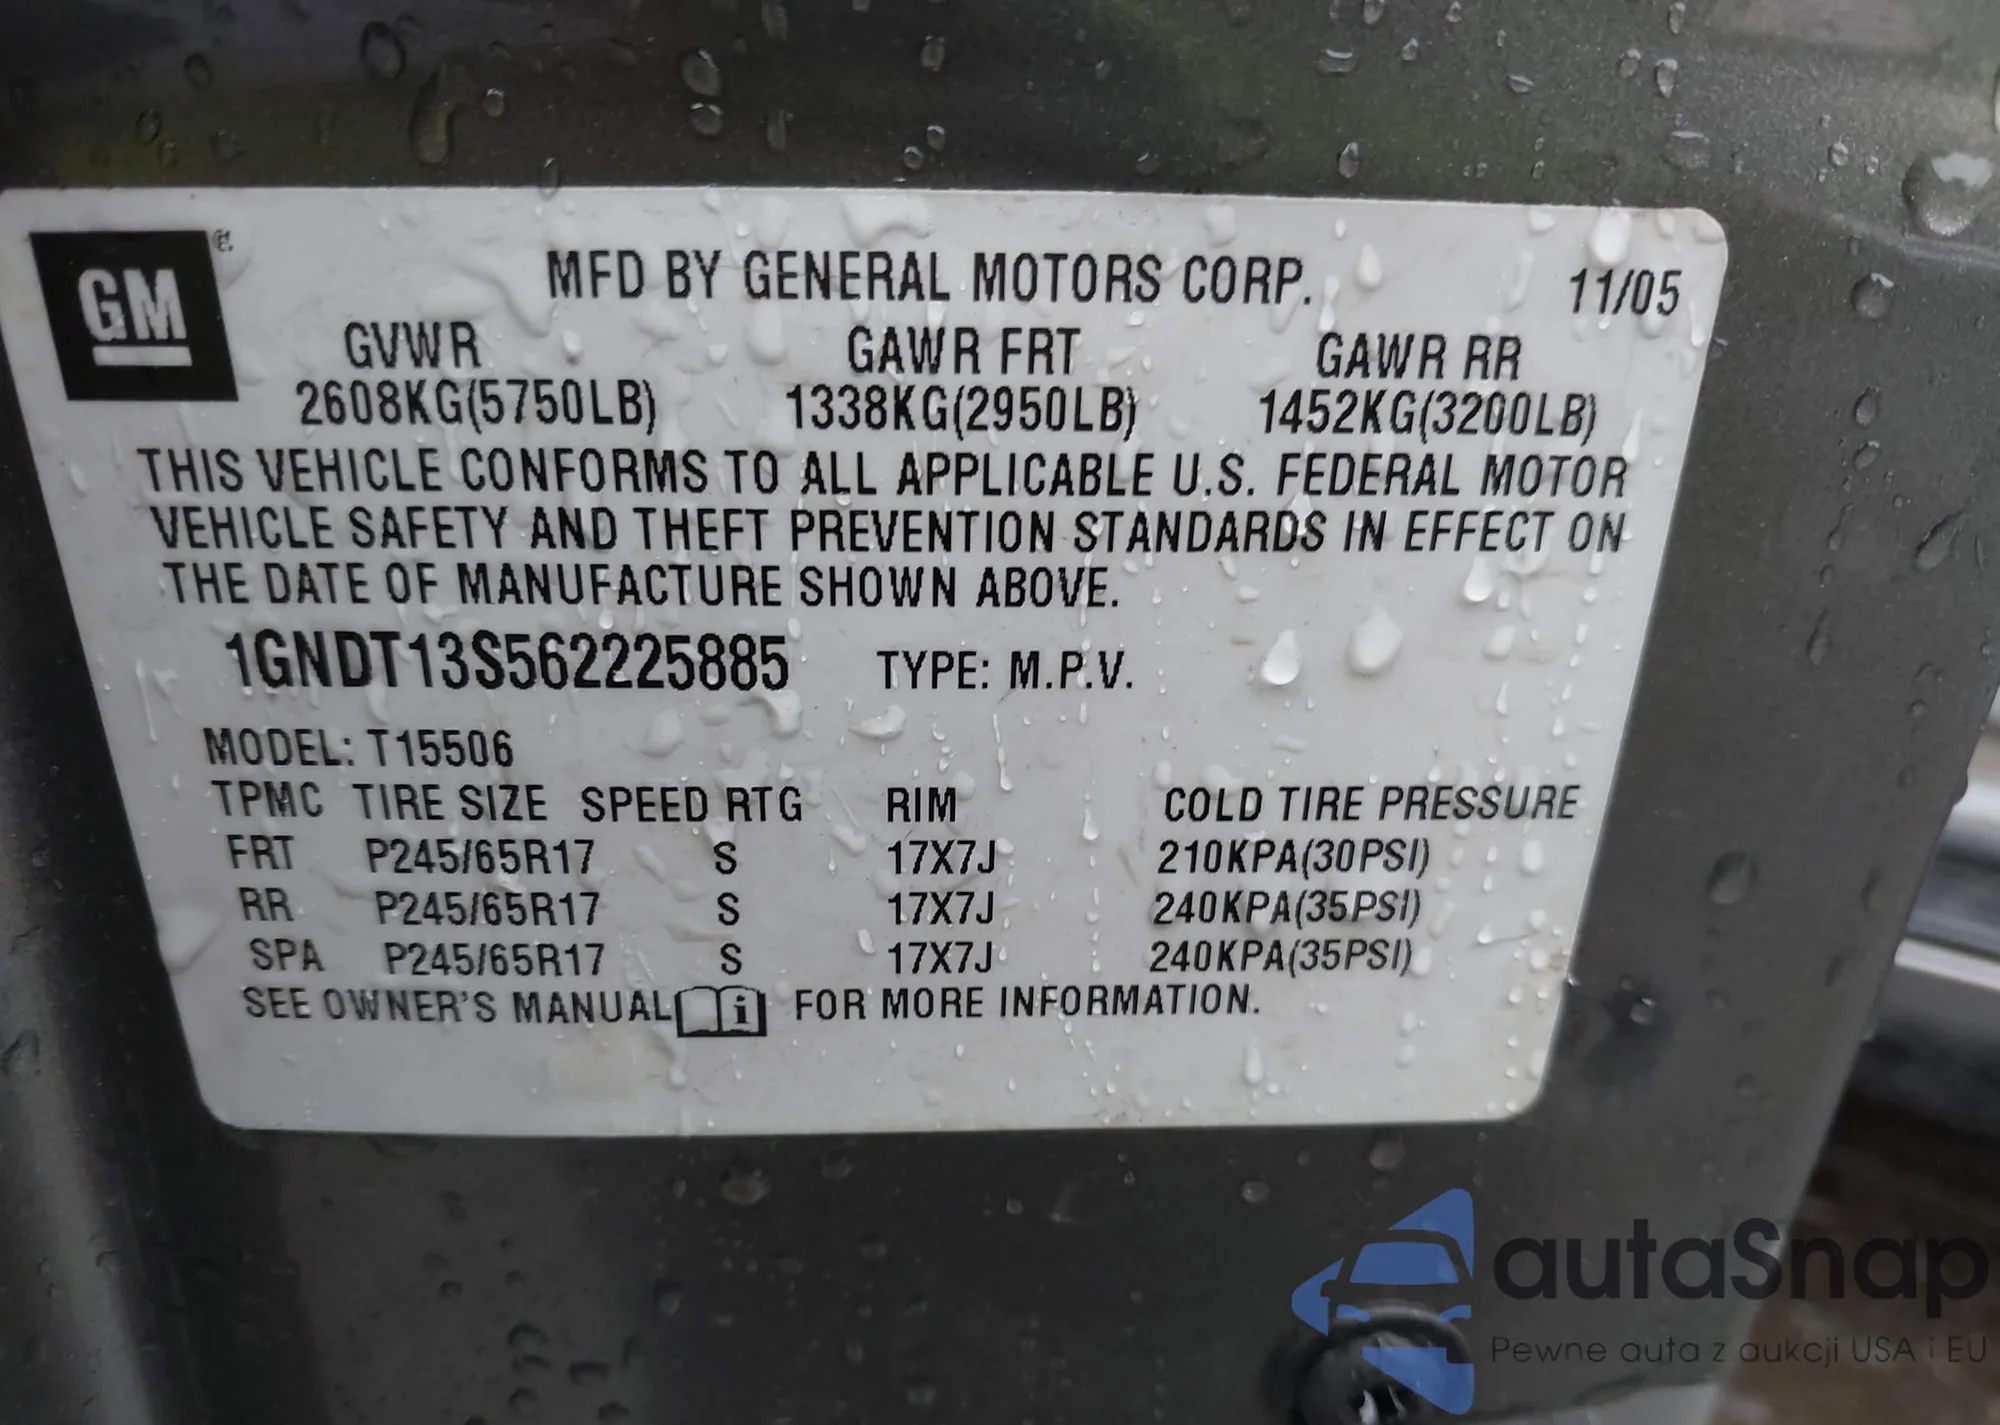 GM
MFD BY GENERAL MOTORS CORP. 11/05
GVWR GAWR FRT GAWR RR
2608KG(5750LB) 1338KG(2950LB) 1452KG(3200LB)
THIS VEHICLE CONFORMS TO ALL APPLICABLE U.S. FEDERAL MOTOR
VEHICLE SAFETY AND THEFT PREVENTION STANDARDS IN EFFECT ON
THE DATE OF MANUFACTURE SHOWN ABOVE.
1GNDT13S562225885 TYPE: M.P.V.
MODEL: T15506
TPMC TIRE SIZE SPEED RTG RIM COLD TIRE PRESSURE
FRT P245/65R17 S 17X7J 210KPA(30PSI)
RR P245/65R17 S 17X7J 240KPA(35PSI)
SPA P245/65R17 S 17X7J 240KPA(35PSI)
SEE OWNER'S MANUAL i FOR MORE INFORMATION.
autaSnap
Pewne auta z aukcji USA i EU